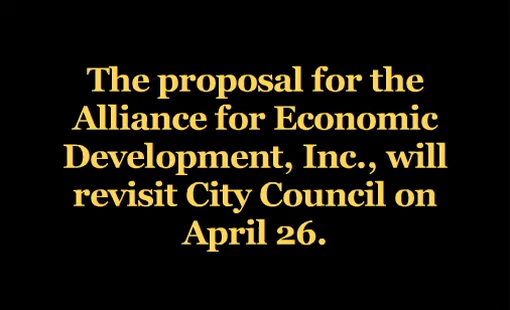 The proposal for the
Alliance for Economic
Development, Inc., will
revisit City Council on
April 26.